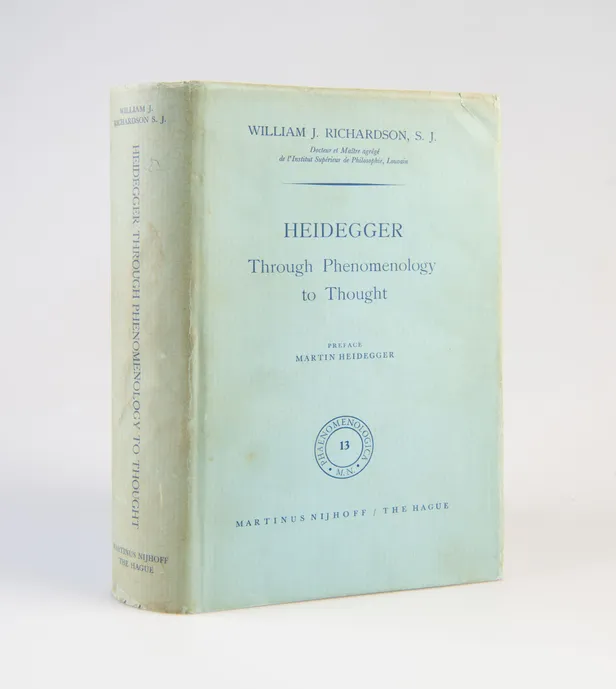 WILLIAM J.
RICHARDSON S. J.
HEIDEGGER THROUGH PHENOMENOLOGY TO THOUGHT
MARTINUS NIJHOFF
THE HAGUE
WILLIAM J. RICHARDSON, S. J.
Docteur et Maître agrégé
de l'Institut Supérieur de Philosophie, Louvain
HEIDEGGER
Through Phenomenology
to Thought
PREFACE
MARTIN HEIDEGGER
PHAENOMENOLOGICA
13
M.N.
MARTINUS NIJHOFF / THE HAGUE